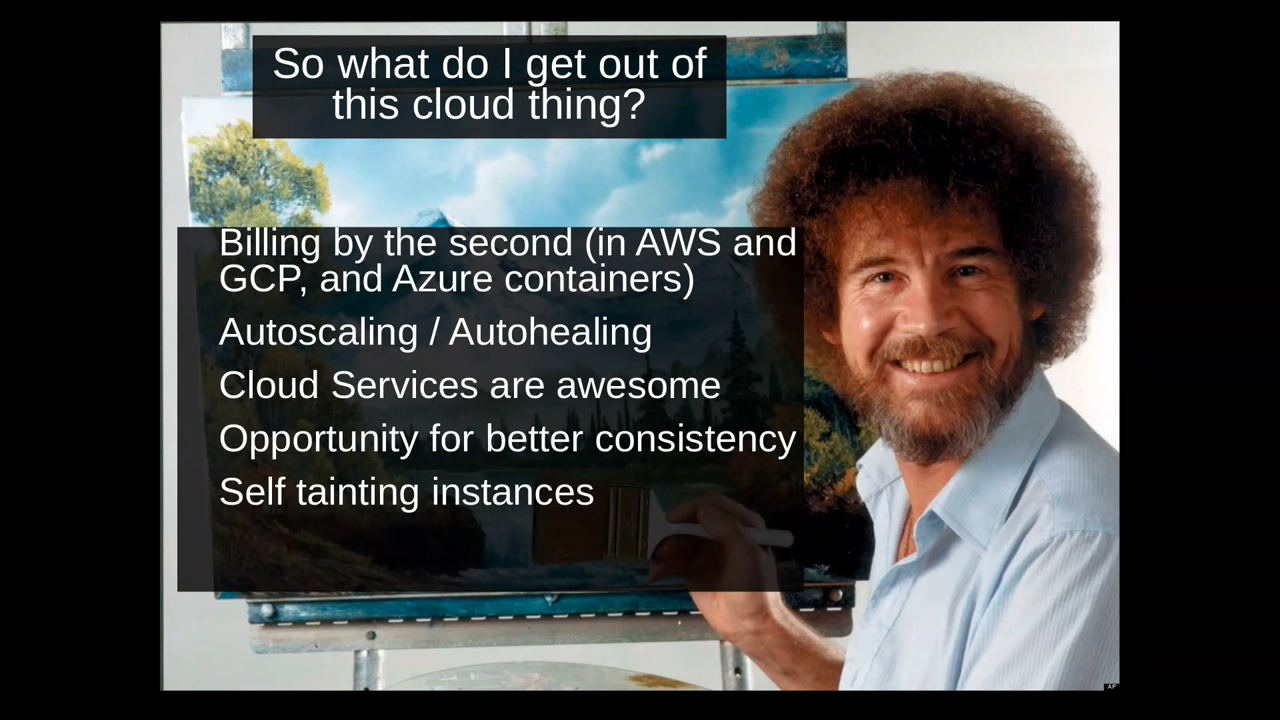 So what do I get out of
this cloud thing?
Billing by the second (in AWS and
GCP, and Azure containers)
Autoscaling / Autohealing
Cloud Services are awesome
Opportunity for better consistency
Self tainting instances
AP